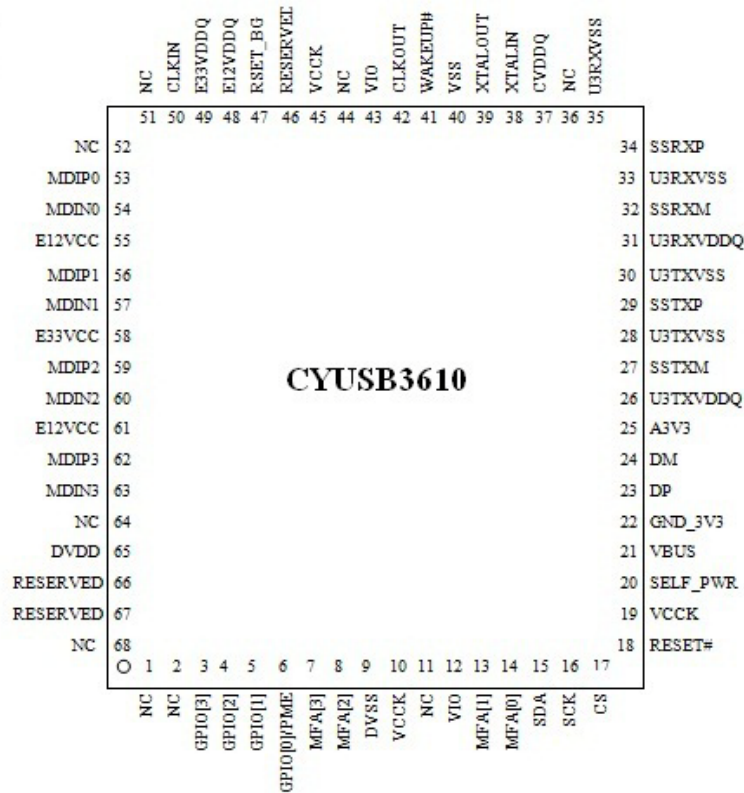 NC
CLKIN
E33VDDQ
E12VDDQ
RSET_BG
RESERVED
VCCK
NC
VIO
CLKOUT
WAKEUP#
VSS
XTALOUT
XTALIN
CVDDQ
NC
U3RXVSS
51 50 49 48 47 46 45 44 43 42 41 40 39 38 37 36 35
NC 52
MDIP0 53
MDIN0 54
E12VCC 55
MDIP1 56
MDIN1 57
E33VCC 58
MDIP2 59
MDIN2 60
E12VCC 61
MDIP3 62
MDIN3 63
NC 64
DVDD 65
RESERVED 66
RESERVED 67
NC 68
CYUSB3610
34 SSRXP
33 U3RXVSS
32 SSRXM
31 U3RXVDDQ
30 U3TXVSS
29 SSTXP
28 U3TXVSS
27 SSTXM
26 U3TXVDDQ
25 A3V3
24 DM
23 DP
22 GND_3V3
21 VBUS
20 SELF_PWR
19 VCCK
18 RESET#
1 2 3 4 5 6 7 8 9 10 11 12 13 14 15 16 17
NC
NC
GPIO[3]
GPIO[2]
GPIO[1]
GPIO[0]/PME
MFA[3]
MFA[2]
DVSS
VCCK
NC
VIO
MFA[1]
MFA[0]
SDA
SCK
CS